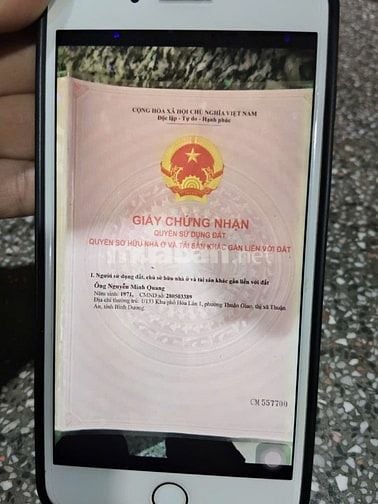 CỘNG HÒA XÃ HỘI CHỦ NGHĨA VIỆT NAM
Độc lập - Tự do - Hạnh phúc
GIẤY CHỨNG NHẬN
QUYỀN SỬ DỤNG ĐẤT
QUYỀN SỞ HỮU NHÀ Ở VÀ TÀI SẢN KHÁC GẮN LIỀN VỚI ĐẤT
I. Người sử dụng đất, chủ sở hữu nhà ở và tài sản khác gắn liền với đất
Ông Nguyễn Minh Quang
Năm sinh: 1971, CMND số: 280503389
Địa chỉ thường trú: 1/153 Khu phố Hòa Lân 1, phường Thuận Giao, thị xã Thuận
An, tỉnh Bình Dương.
CM 557700